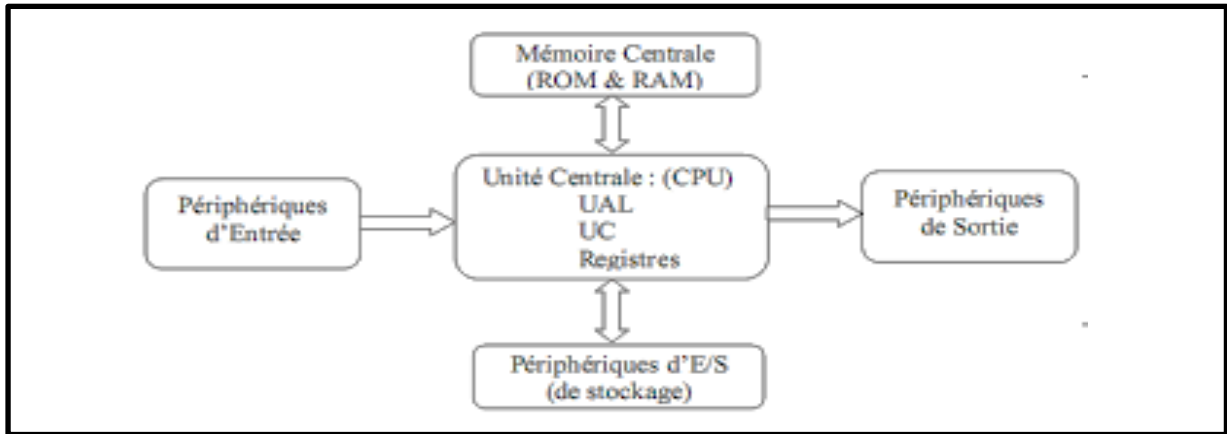 Mémoire Centrale
(ROM & RAM)
Périphériques
d'Entrée
Unité Centrale : (CPU)
UAL
UC
Registres
Périphériques
de Sortie
Périphériques d'E/S
(de stockage)